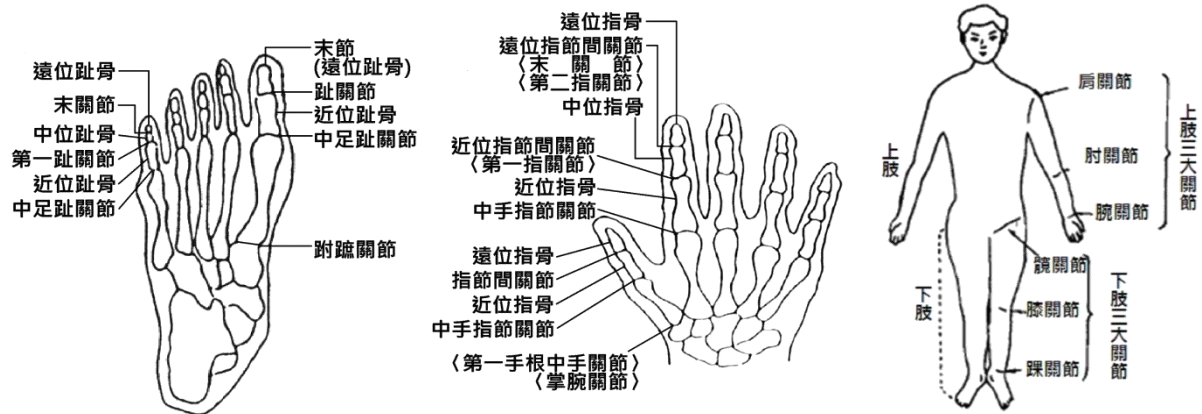 遠位趾骨
末關節
中位趾骨
第一趾關節
近位趾骨
中足趾關節
末節
(遠位趾骨)
趾關節
近位趾骨
中足趾關節
跗蹠關節
遠位指骨
遠位指節間關節
〈末 關 節〉
〈第二指關節〉
中位指骨
近位指節間關節
〈第一指關節〉
近位指骨
中手指節關節
遠位指骨
指節間關節
近位指骨
中手指節關節
〈第一手根中手關節〉
〈掌腕關節〉
上肢
下肢
肩關節
肘關節
腕關節
上肢三大關節
髖關節
膝關節
踝關節
下肢三大關節